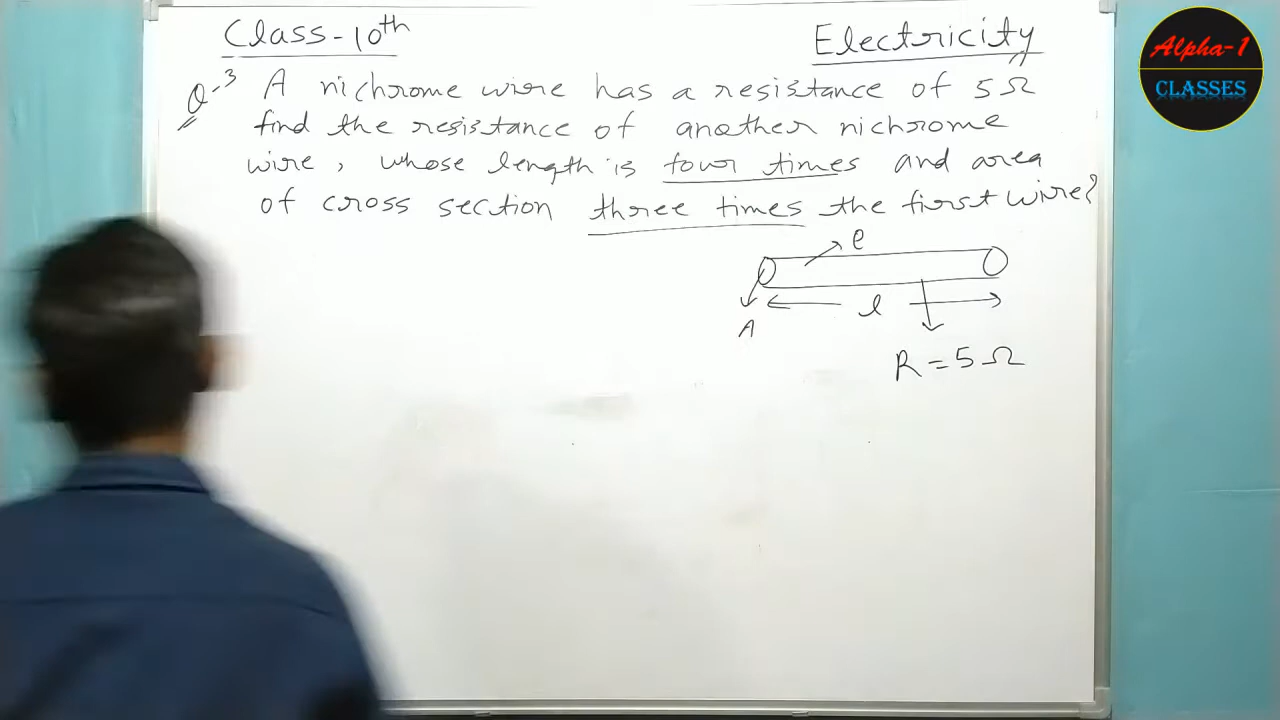 Class-10th
Electricity
Alpha-1
CLASSES
Q-3 A nichrome wire has a resistance of 5Ω
find the resistance of another nichrome
wire, whose length is four times and area
of cross section three times the first wire?
ρ
l
A
R = 5Ω